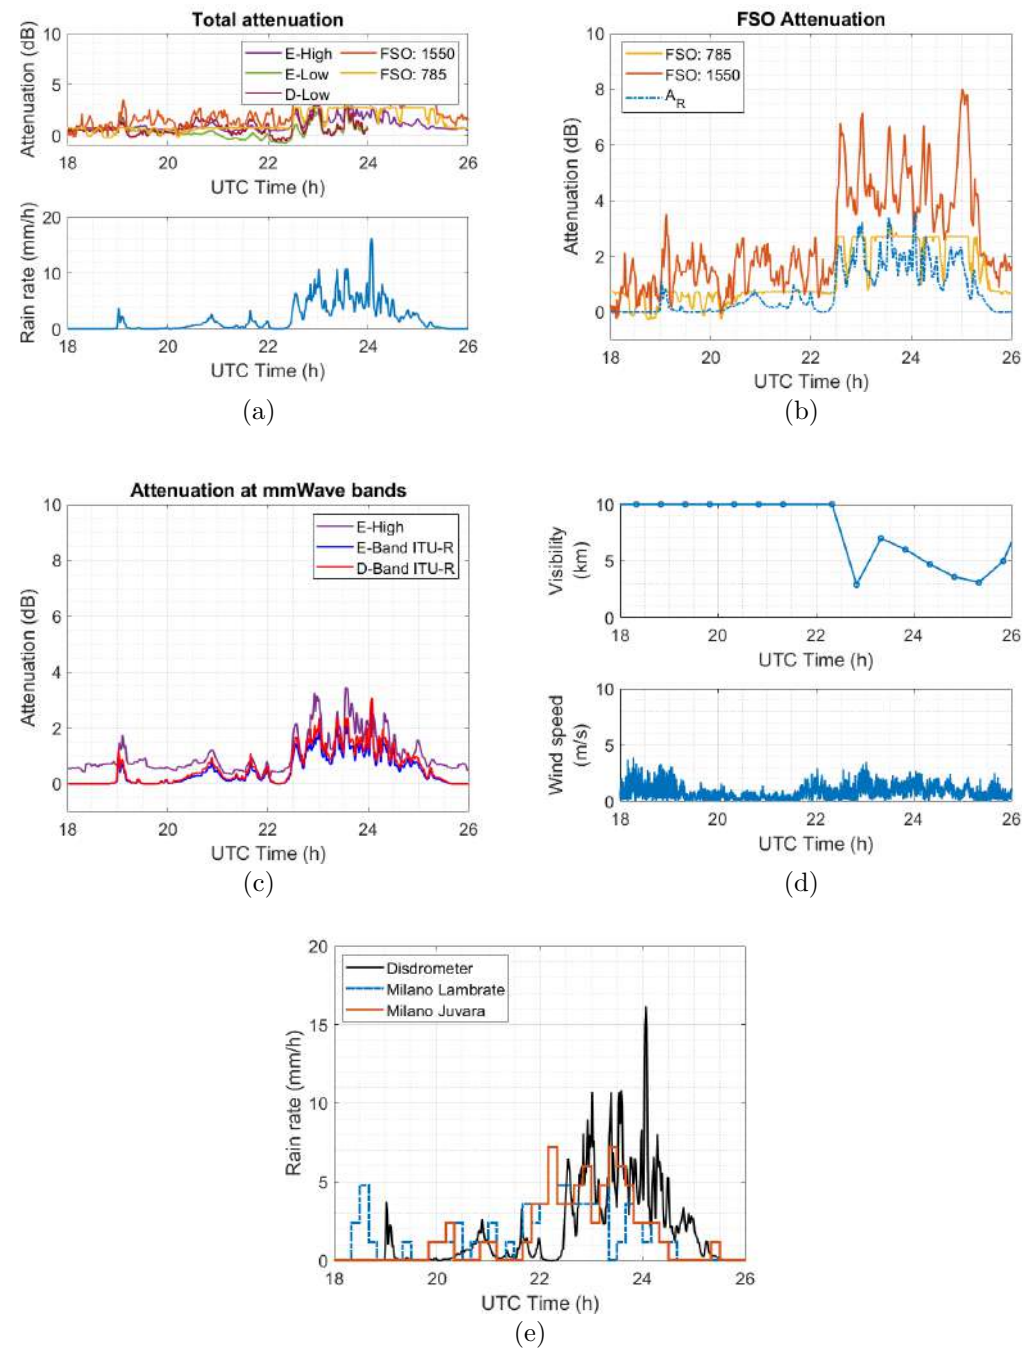 Total attenuation
Attenuation (dB)
10
5
0
E-High
E-Low
D-Low
FSO: 1550
FSO: 785
18 20 22 24 26
UTC Time (h)
Rain rate (mm/h)
20
10
0
18 20 22 24 26
UTC Time (h)
(a)
FSO Attenuation
Attenuation (dB)
10
8
6
4
2
0
FSO: 785
FSO: 1550
A_R
18 20 22 24 26
UTC Time (h)
(b)
Attenuation at mmWave bands
Attenuation (dB)
10
8
6
4
2
0
E-High
E-Band ITU-R
D-Band ITU-R
18 20 22 24 26
UTC Time (h)
(c)
Visibility
(km)
10
5
0
18 20 22 24 26
UTC Time (h)
Wind speed
(m/s)
10
5
0
18 20 22 24 26
UTC Time (h)
(d)
Rain rate (mm/h)
20
15
10
5
0
Disdrometer
Milano Lambrate
Milano Juvara
18 20 22 24 26
UTC Time (h)
(e)